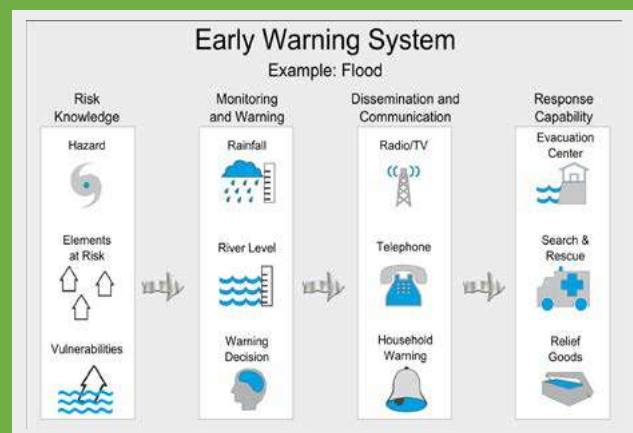 Early Warning System
Example: Flood
Risk
Knowledge
Hazard
Elements
at Risk
Vulnerabilities
Monitoring
and Warning
Rainfall
River Level
Warning
Decision
Dissemination and
Communication
Radio/TV
Telephone
Household
Warning
Response
Capability
Evacuation
Center
Search &
Rescue
Relief
Goods